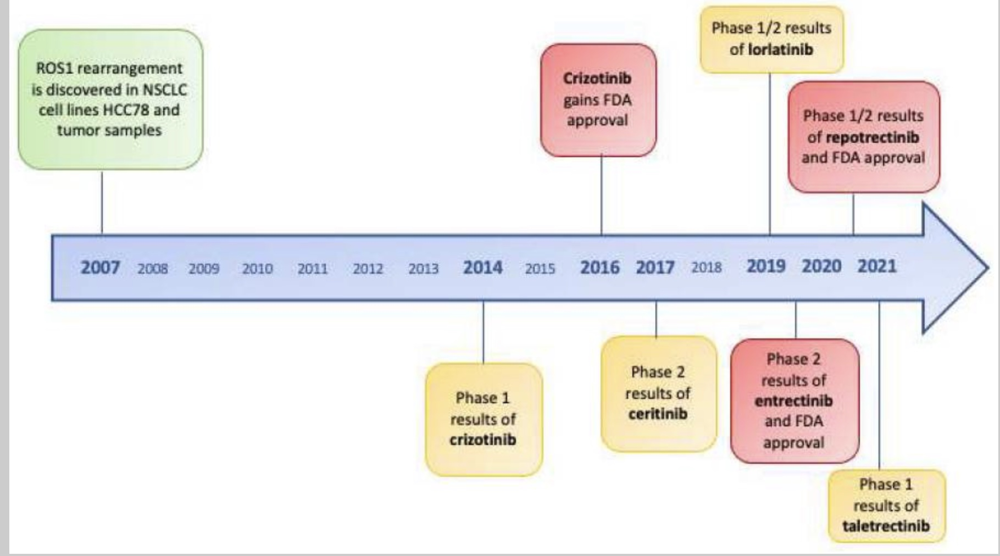 ROS1 rearrangement
is discovered in NSCLC
cell lines HCC78 and
tumor samples
Crizotinib
gains FDA
approval
Phase 1/2 results
of lorlatinib
Phase 1/2 results
of repotrectinib
and FDA approval
2007 2008 2009 2010 2011 2012 2013 2014 2015 2016 2017 2018 2019 2020 2021
Phase 1
results of
crizotinib
Phase 2
results of
ceritinib
Phase 2
results of
entrectinib
and FDA
approval
Phase 1
results of
taletrectinib